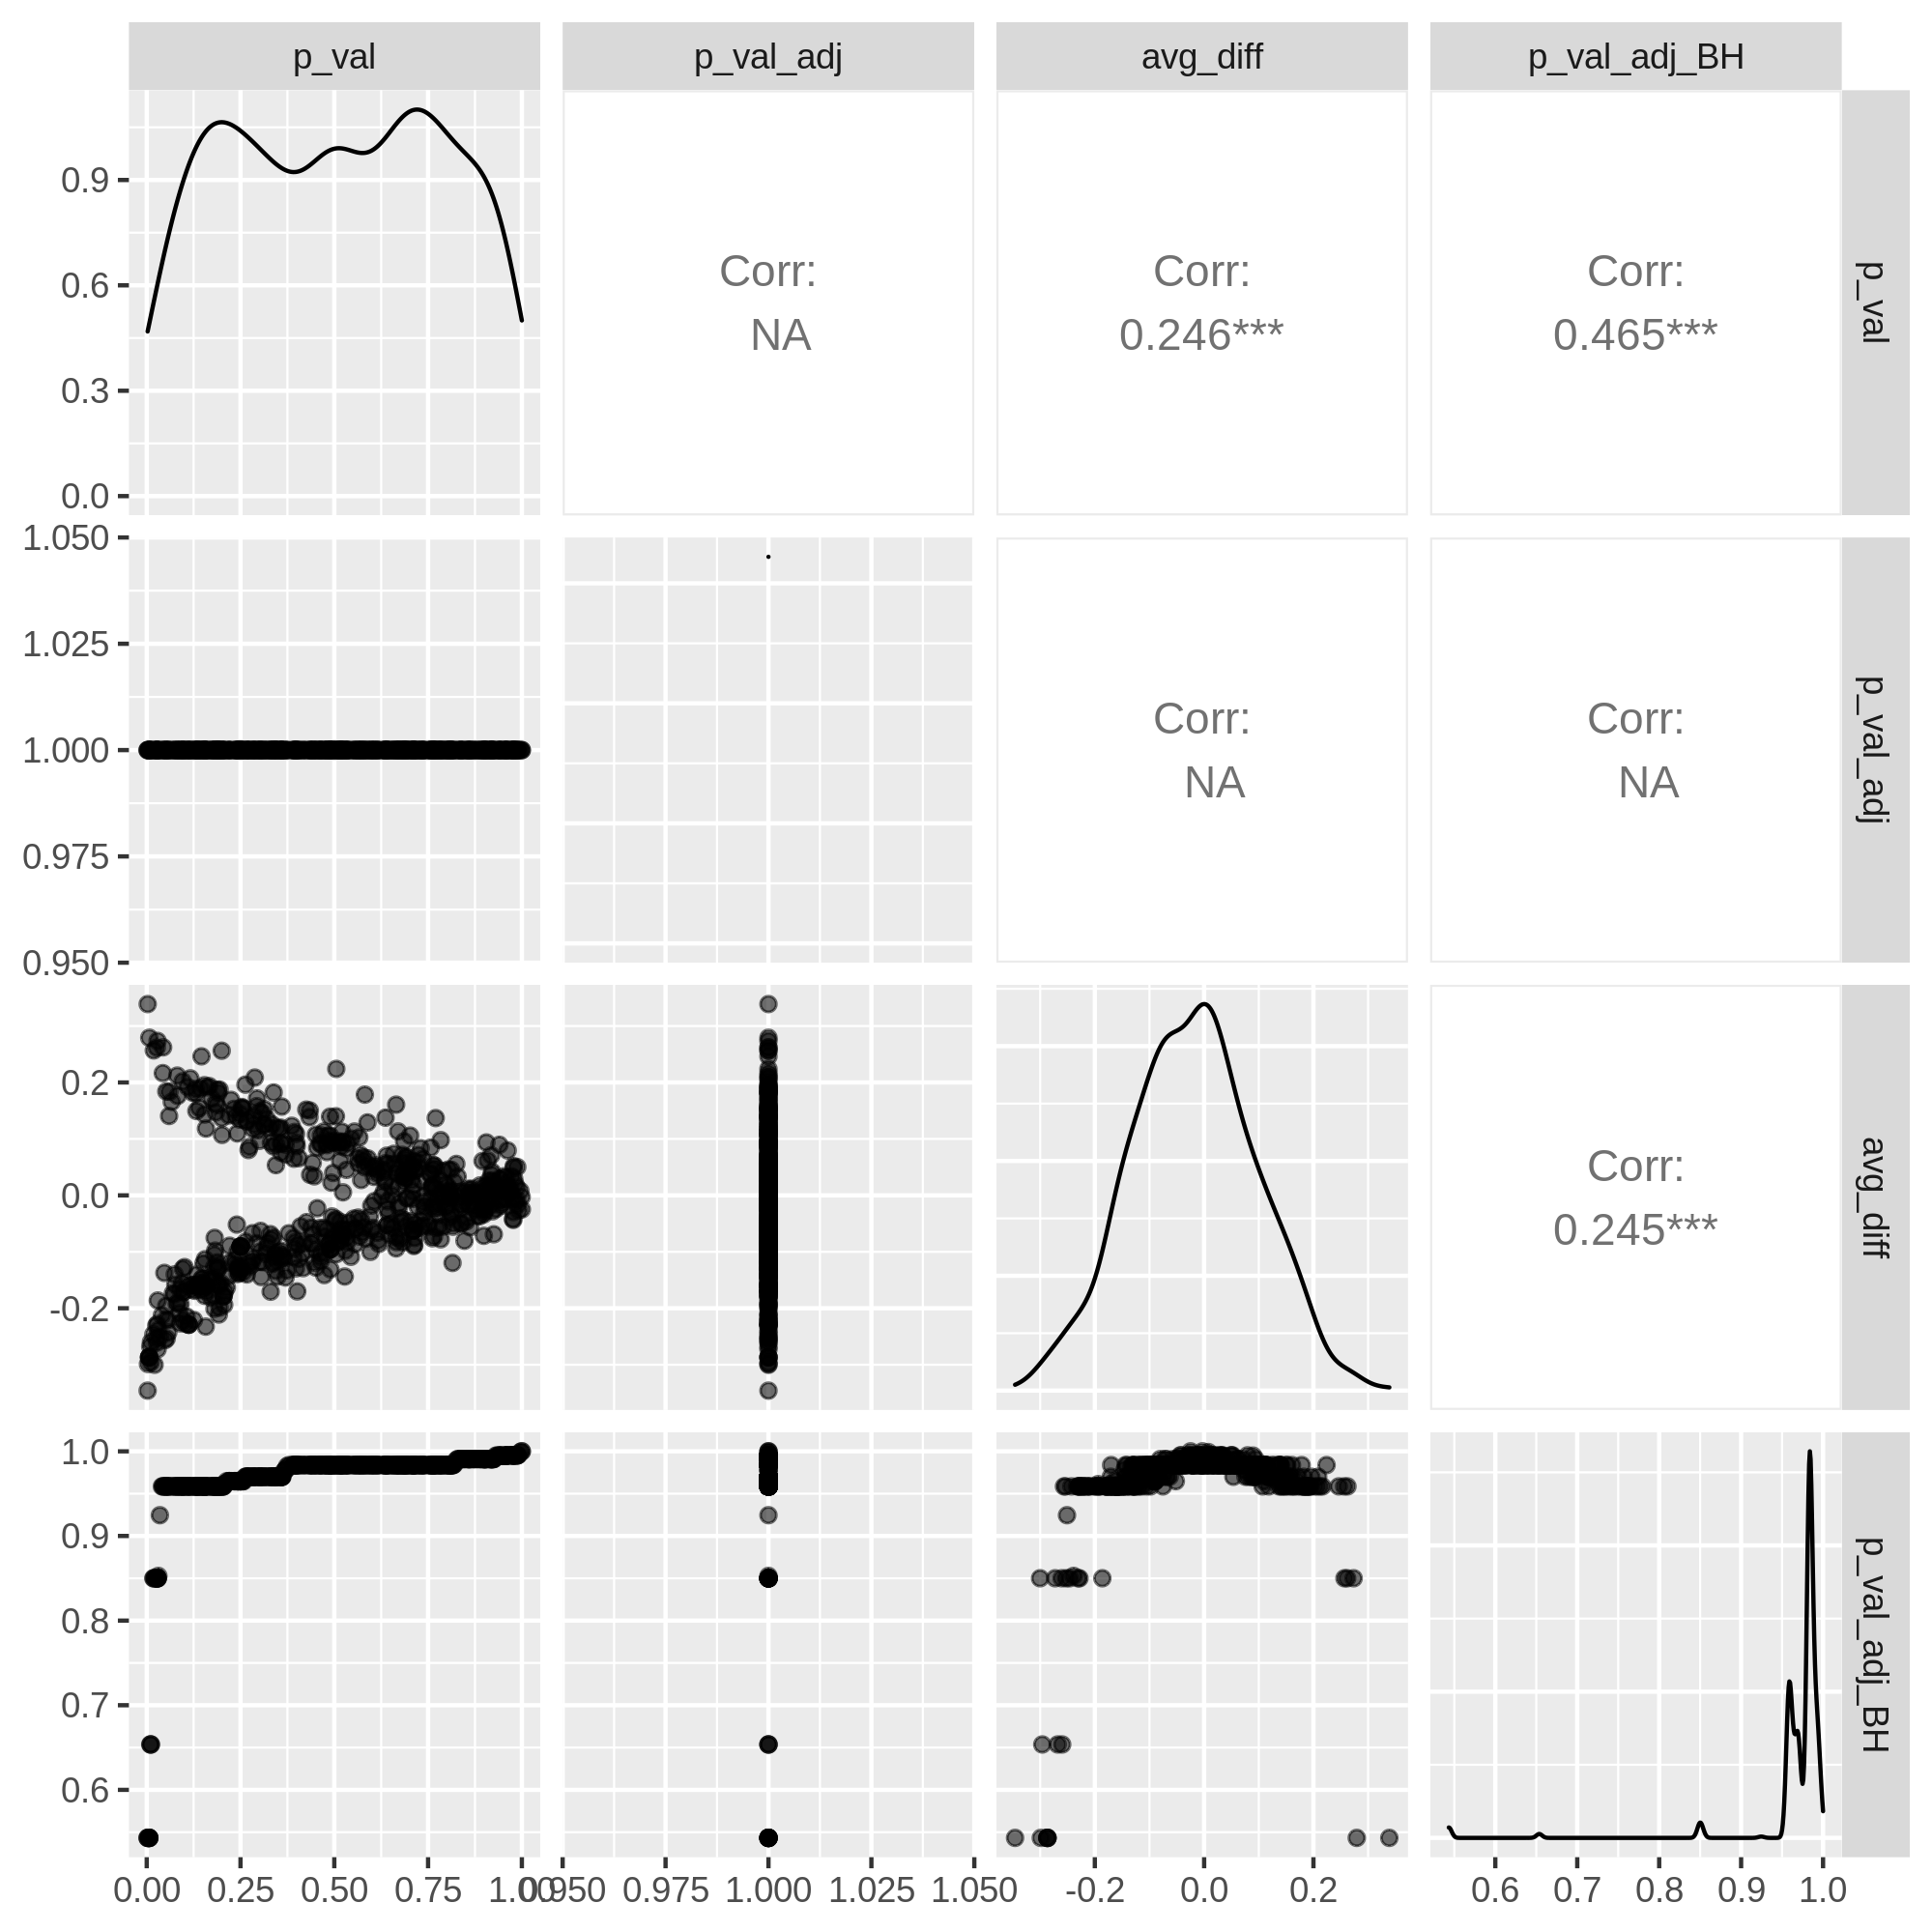 p_val
p_val_adj
avg_diff
p_val_adj_BH
0.9
0.6
0.3
0.0
Corr:
NA
Corr:
0.246***
Corr:
0.465***
p_val
1.050
1.025
1.000
0.975
0.950
Corr:
NA
Corr:
NA
p_val_adj
0.2
0.0
-0.2
Corr:
0.245***
avg_diff
1.0
0.9
0.8
0.7
0.6
p_val_adj_BH
0.00 0.25 0.50 0.75 1.00
0.950 0.975 1.000 1.025 1.050
-0.2 0.0 0.2
0.6 0.7 0.8 0.9 1.0